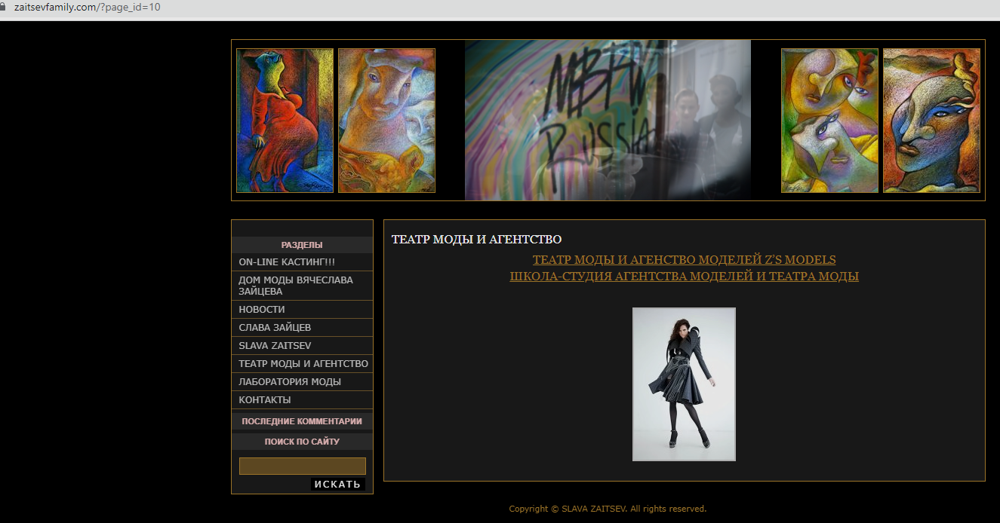 zaitsevfamily.com/?page_id=10
MBFW
RUSSIA
РАЗДЕЛЫ
ON-LINE КАСТИНГ!!!
ДОМ МОДЫ ВЯЧЕСЛАВА
ЗАЙЦЕВА
НОВОСТИ
СЛАВА ЗАЙЦЕВ
SLAVA ZAITSEV
ТЕАТР МОДЫ И АГЕНТСТВО
ЛАБОРАТОРИЯ МОДЫ
КОНТАКТЫ
ПОСЛЕДНИЕ КОММЕНТАРИИ
ПОИСК ПО САЙТУ
ИСКАТЬ
ТЕАТР МОДЫ И АГЕНТСТВО
ТЕАТР МОДЫ И АГЕНСТВО МОДЕЛЕЙ Z’S MODELS
ШКОЛА-СТУДИЯ АГЕНТСТВА МОДЕЛЕЙ И ТЕАТРА МОДЫ
Copyright © SLAVA ZAITSEV. All rights reserved.